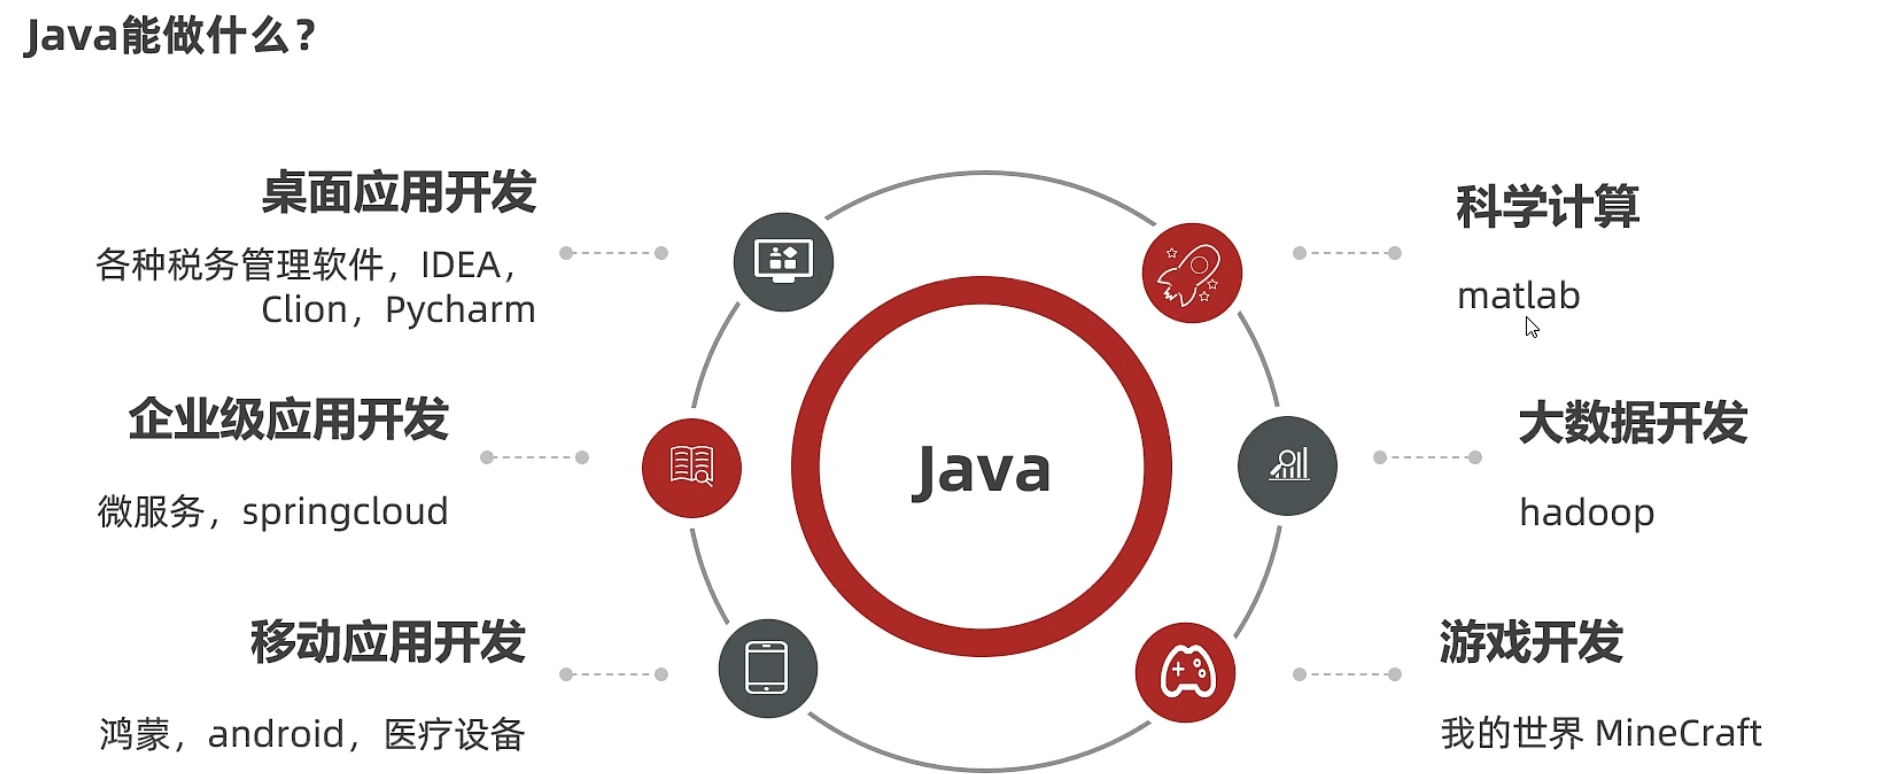 Java能做什么？
桌面应用开发
各种税务管理软件，IDEA，
Clion，Pycharm
企业级应用开发
微服务，springcloud
移动应用开发
鸿蒙，android，医疗设备
Java
科学计算
matlab
大数据开发
hadoop
游戏开发
我的世界 MineCraft